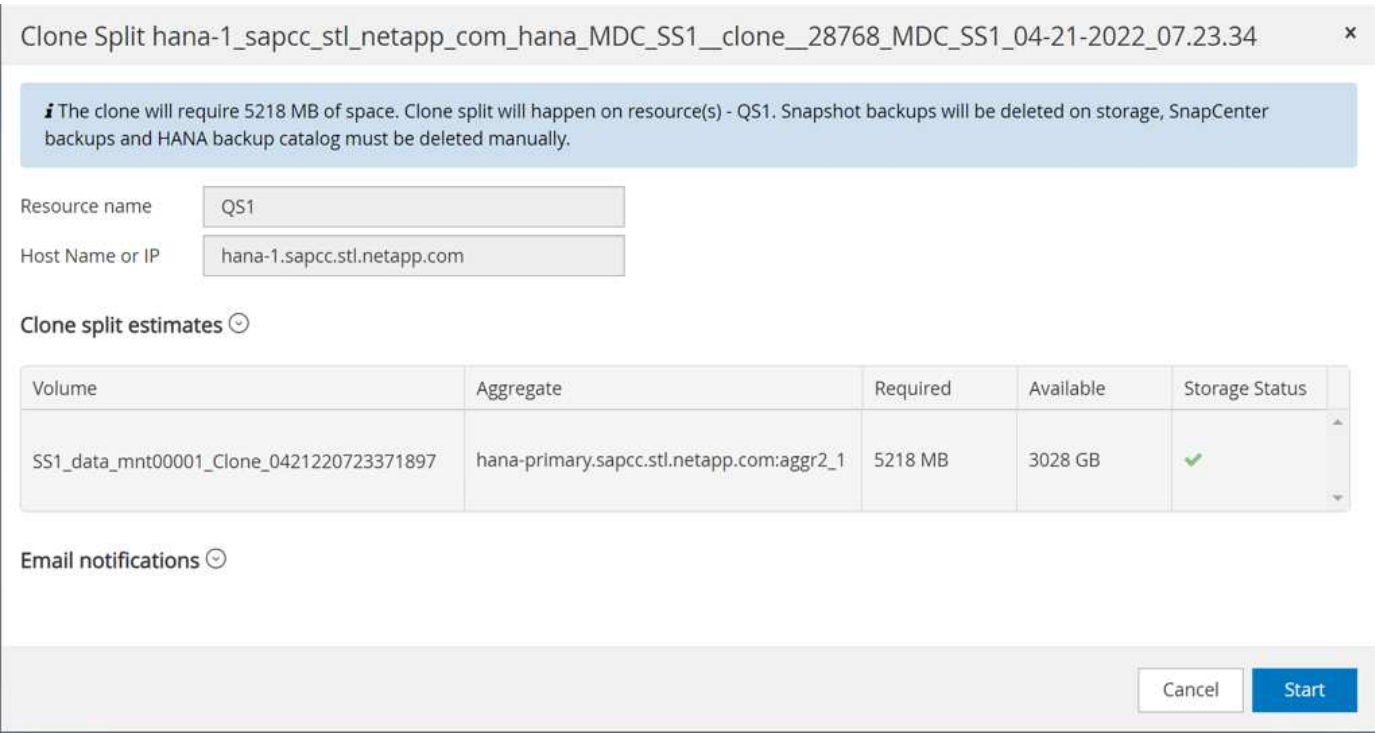 Clone Split hana-1_sapcc_stl_netapp_com_hana_MDC_SS1__clone__28768_MDC_SS1_04-21-2022_07.23.34 ×
i The clone will require 5218 MB of space. Clone split will happen on resource(s) - QS1. Snapshot backups will be deleted on storage, SnapCenter
backups and HANA backup catalog must be deleted manually.
Resource name QS1
Host Name or IP hana-1.sapcc.stl.netapp.com
Clone split estimates
Volume Aggregate Required Available Storage Status
SS1_data_mnt00001_Clone_0421220723371897 hana-primary.sapcc.stl.netapp.com:aggr2_1 5218 MB 3028 GB
Email notifications
Cancel Start